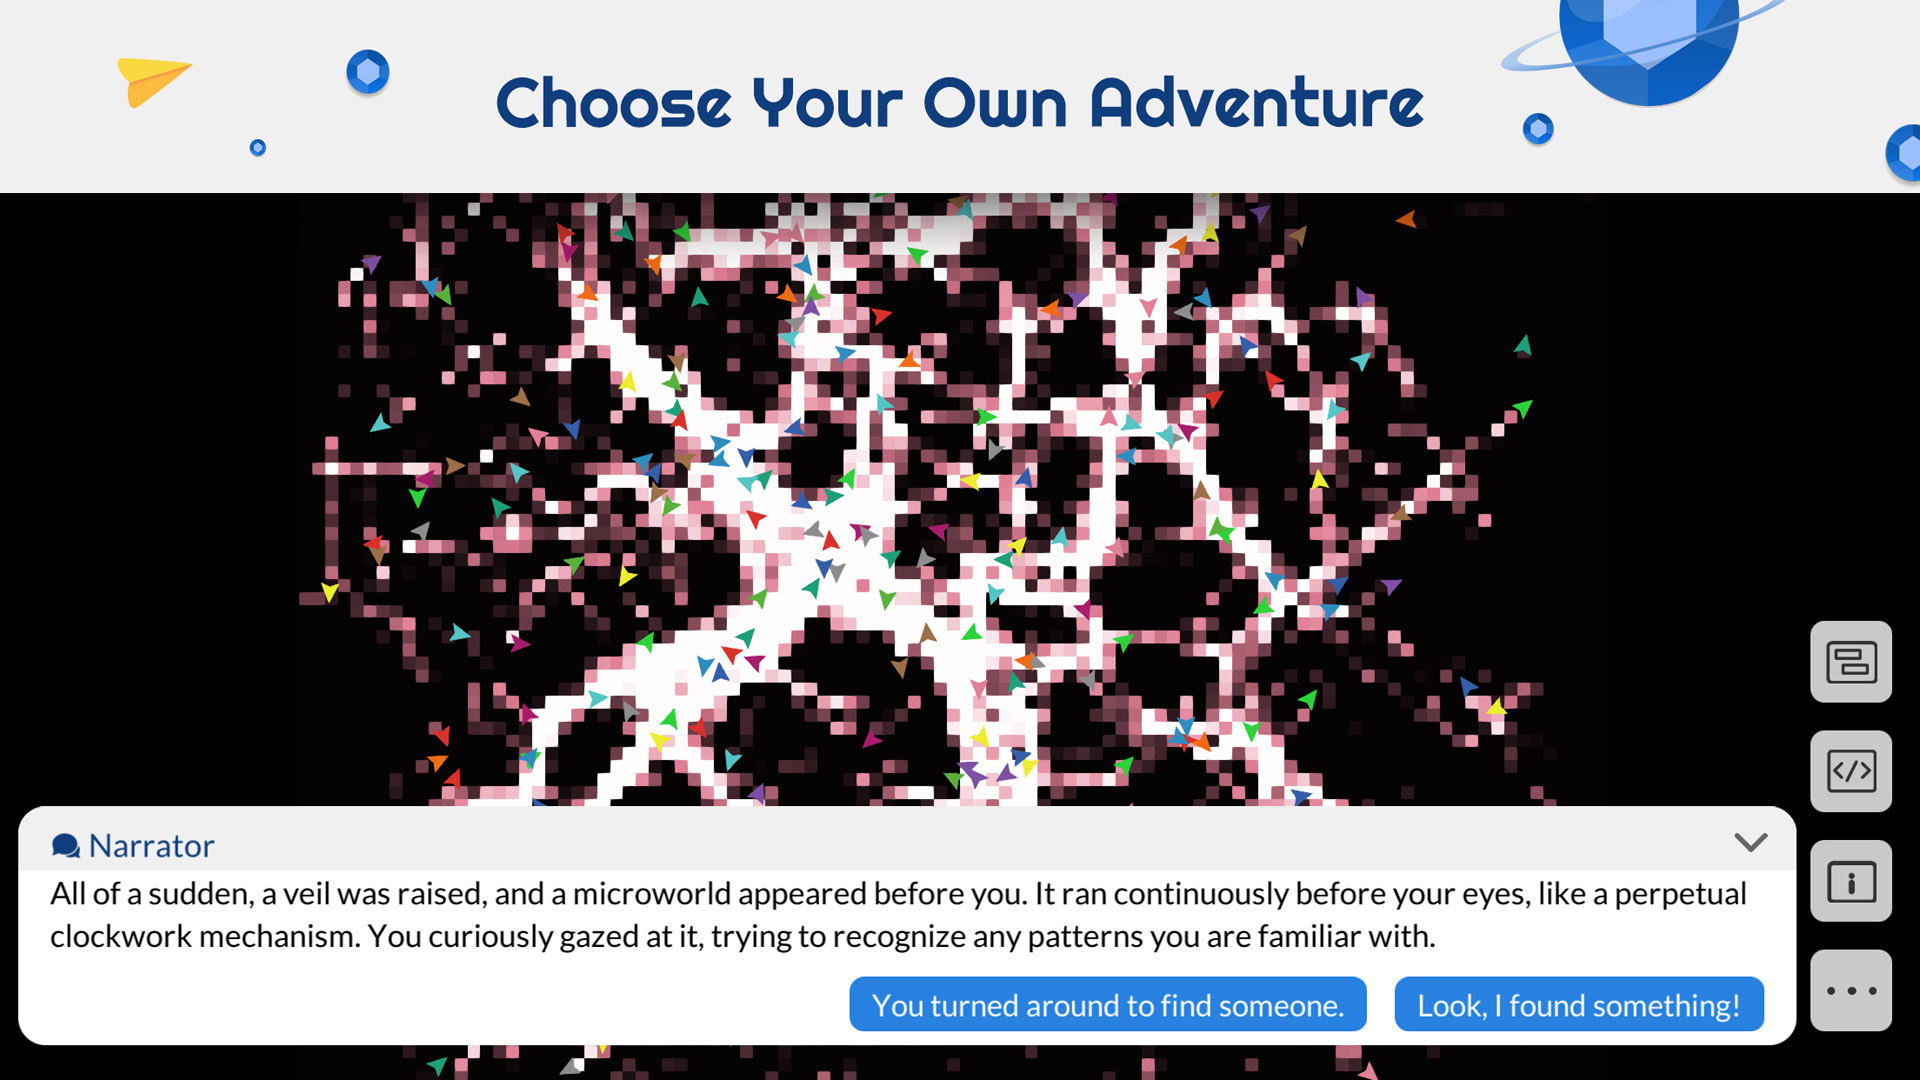 Choose Your Own Adventure
Narrator
All of a sudden, a veil was raised, and a microworld appeared before you. It ran continuously before your eyes, like a perpetual
clockwork mechanism. You curiously gazed at it, trying to recognize any patterns you are familiar with.
You turned around to find someone.
Look, I found something!